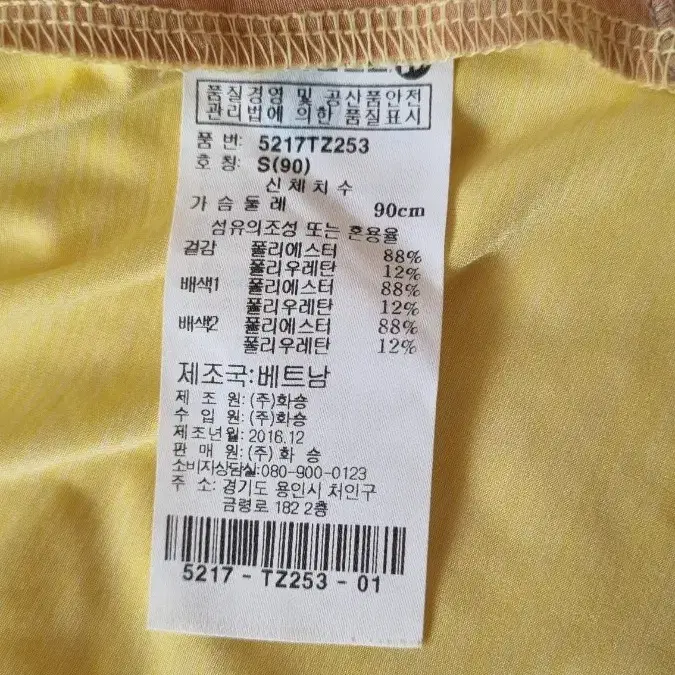 품질경영 및 공산품안전
관리법에 의한 품질표시
품 번: 5217TZ253
호 칭: S(90)
신체치수
가슴둘레 90cm
섬유의조성 또는 혼용율
겉감 폴리에스터 88%
폴리우레탄 12%
배색1 폴리에스터 88%
폴리우레탄 12%
배색2 폴리에스터 88%
폴리우레탄 12%
제조국:베트남
제 조 원: (주)화승
수 입 원: (주)화승
제조년월: 2016.12
판 매 원: (주)화 승
소비자상담실:080-900-0123
주 소: 경기도 용인시 처인구
금령로 182 2층
5217 - TZ253 - 01